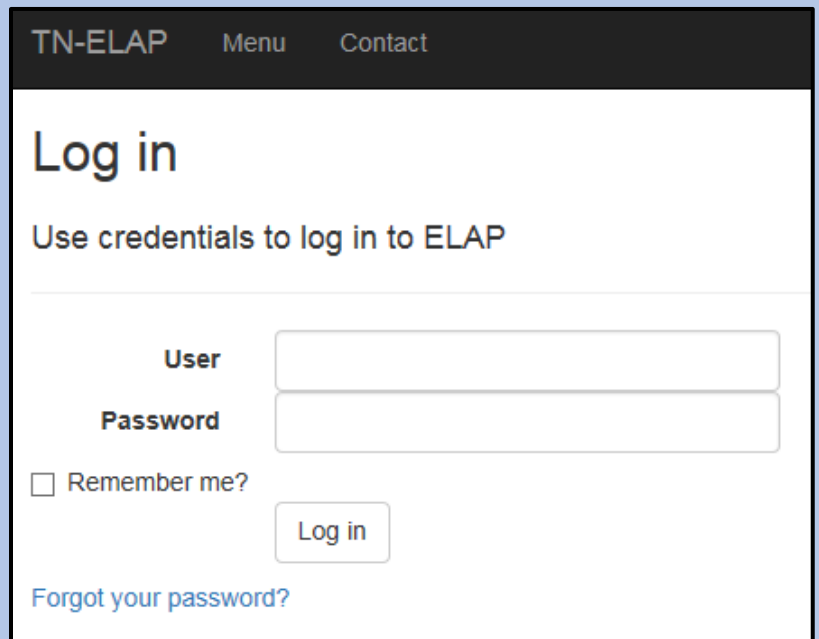 TN-ELAP Menu Contact
Log in
Use credentials to log in to ELAP
User
Password
Remember me?
Log in
Forgot your password?